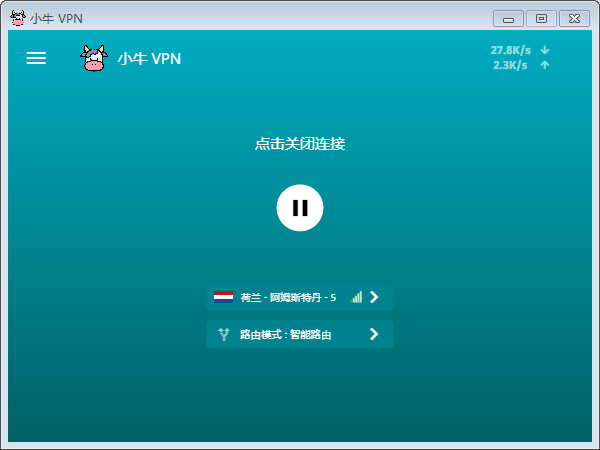 小牛 VPN
小牛 VPN
27.8K/s
2.3K/s
点击关闭连接
荷兰 - 阿姆斯特丹 - 5
路由模式 : 智能路由